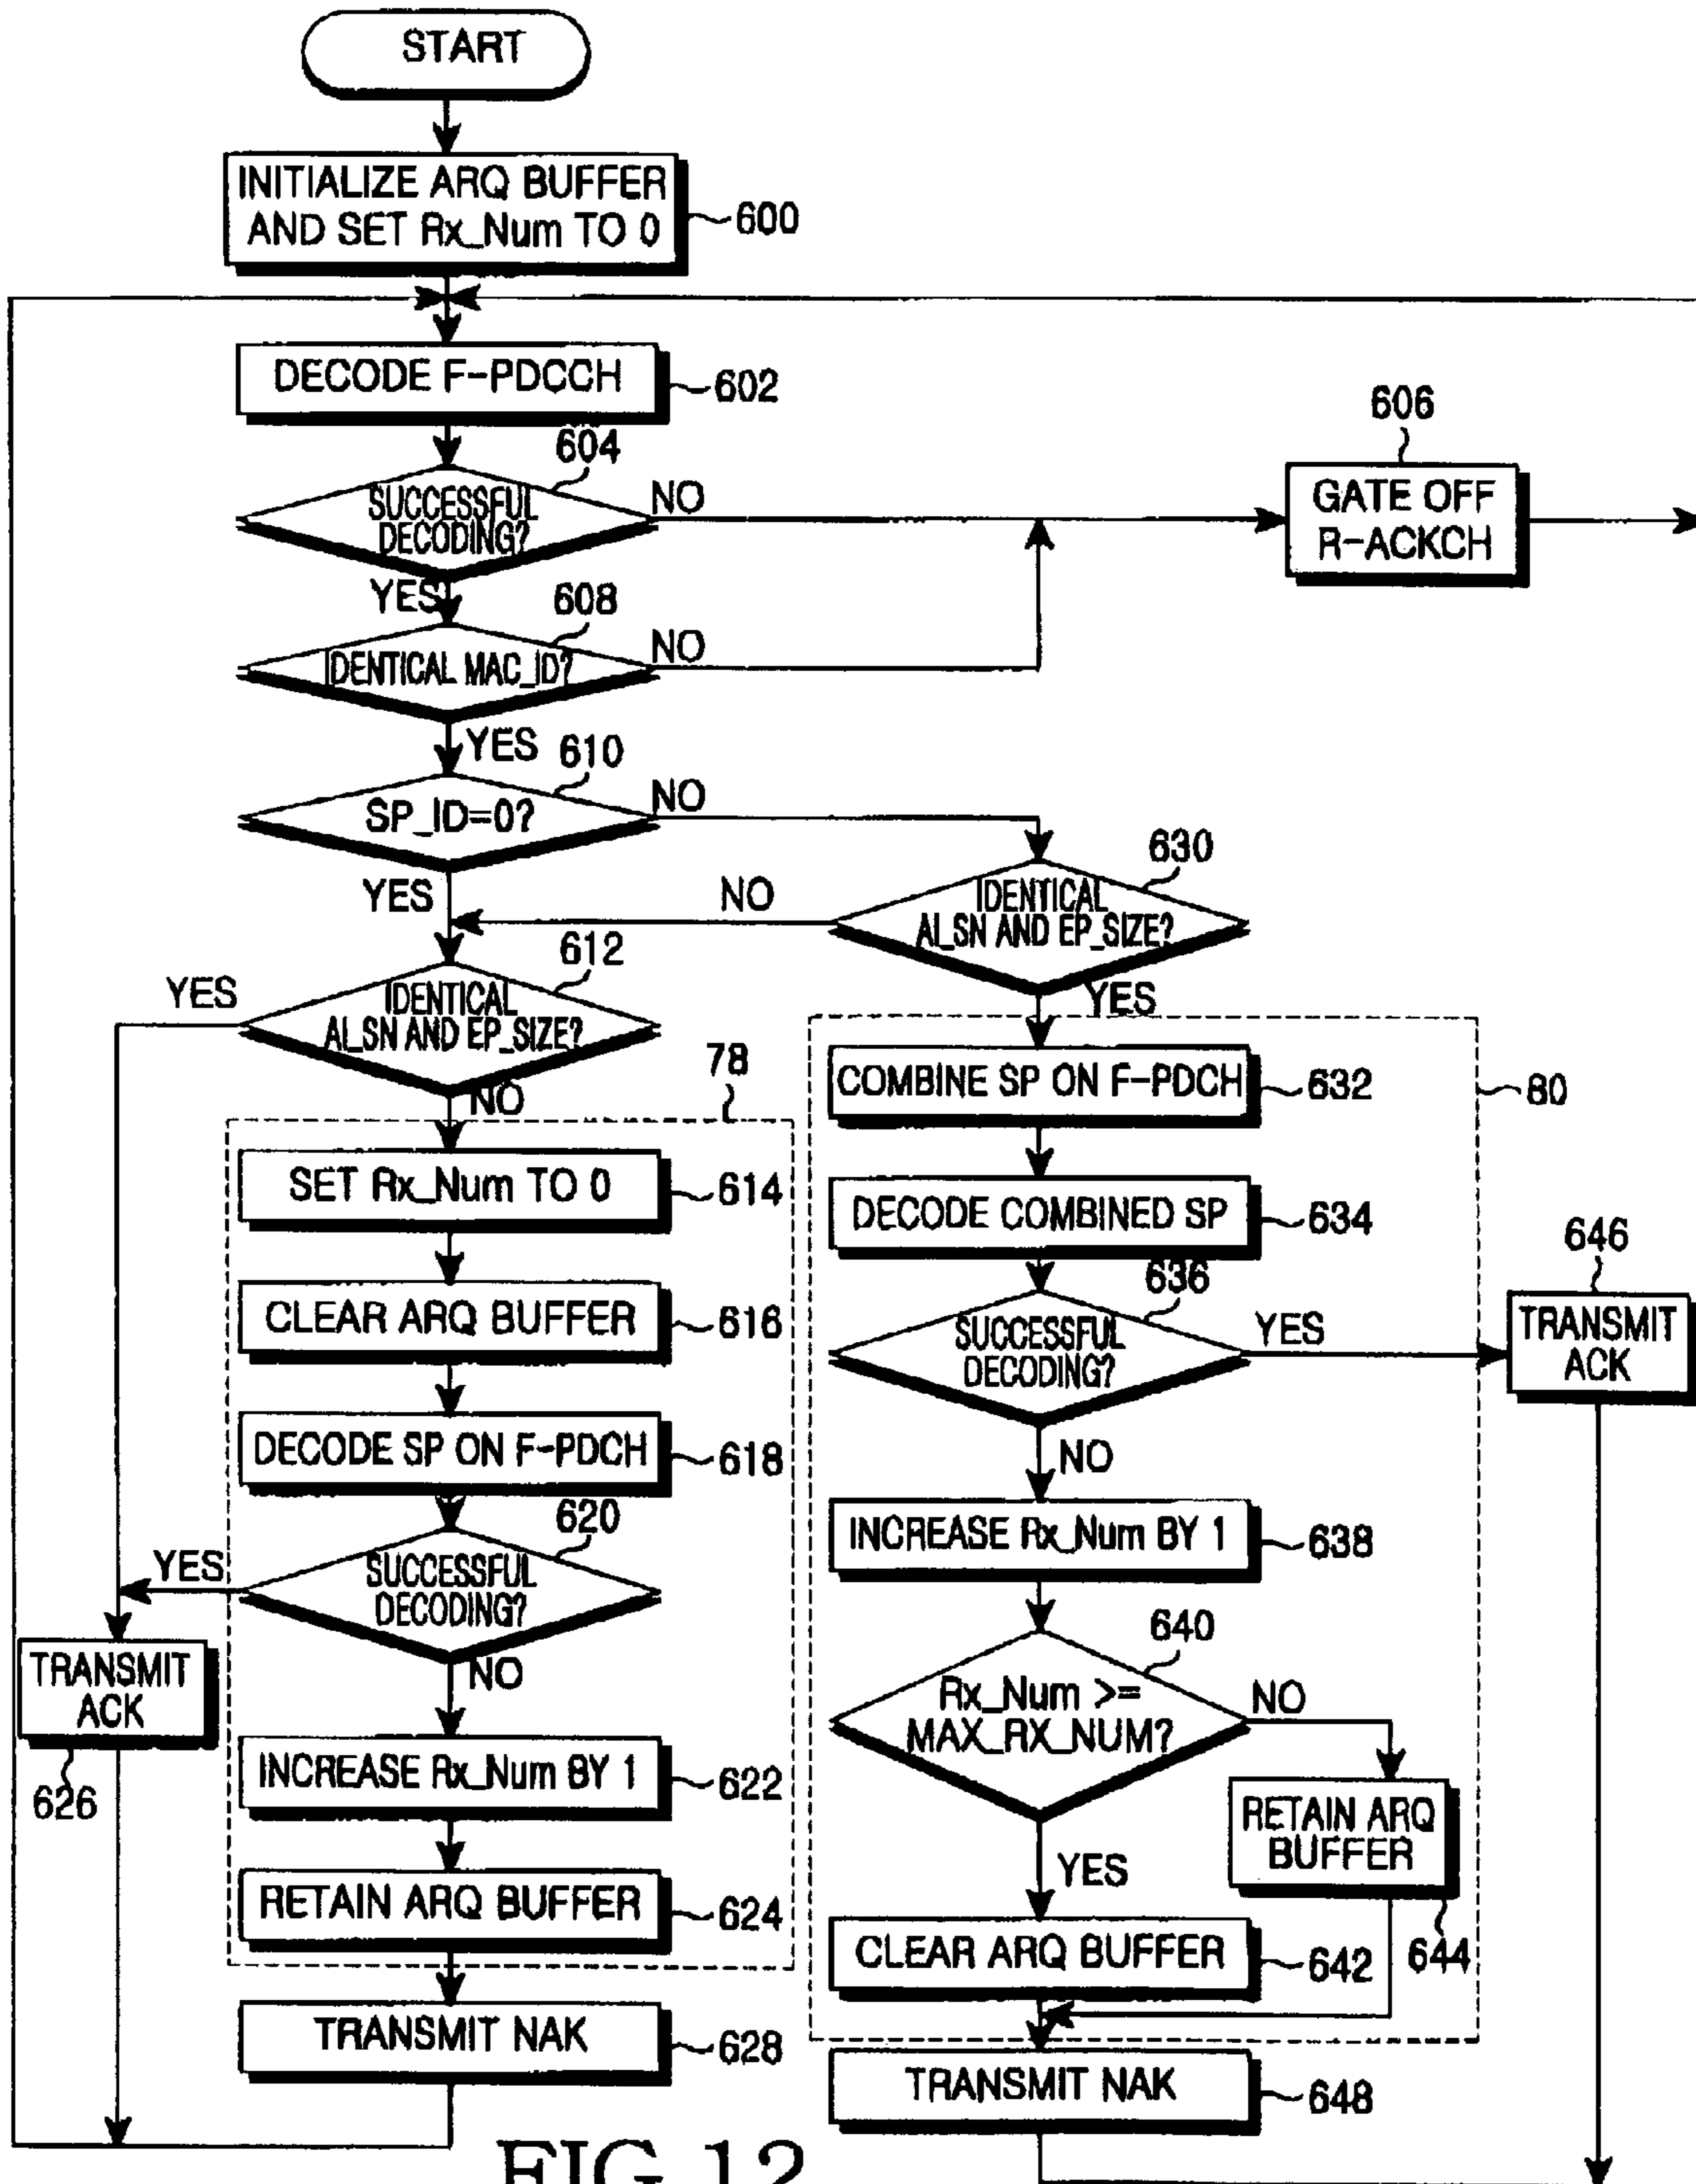 START
INITIALIZE ARQ BUFFER
AND SET Rx_Num TO 0
600
DECODE F-PDCCH
602
604
SUCCESSFUL
DECODING?
NO
YES
606
GATE OFF
R-ACKCH
608
IDENTICAL MAC_ID?
NO
YES
610
SP_ID=0?
NO
YES
630
IDENTICAL
AI_SN AND EP_SIZE?
NO
YES
612
IDENTICAL
AI_SN AND EP_SIZE?
YES
NO
78
80
SET Rx_Num TO 0
614
CLEAR ARQ BUFFER
616
DECODE SP ON F-PDCH
618
620
SUCCESSFUL
DECODING?
YES
NO
TRANSMIT
ACK
626
INCREASE Rx_Num BY 1
622
RETAIN ARQ BUFFER
624
TRANSMIT NAK
628
COMBINE SP ON F-PDCH
632
DECODE COMBINED SP
634
636
SUCCESSFUL
DECODING?
YES
NO
646
TRANSMIT
ACK
INCREASE Rx_Num BY 1
638
640
Rx_Num >=
MAX_RX_NUM?
NO
YES
RETAIN ARQ
BUFFER
644
CLEAR ARQ BUFFER
642
TRANSMIT NAK
648
FIG.12